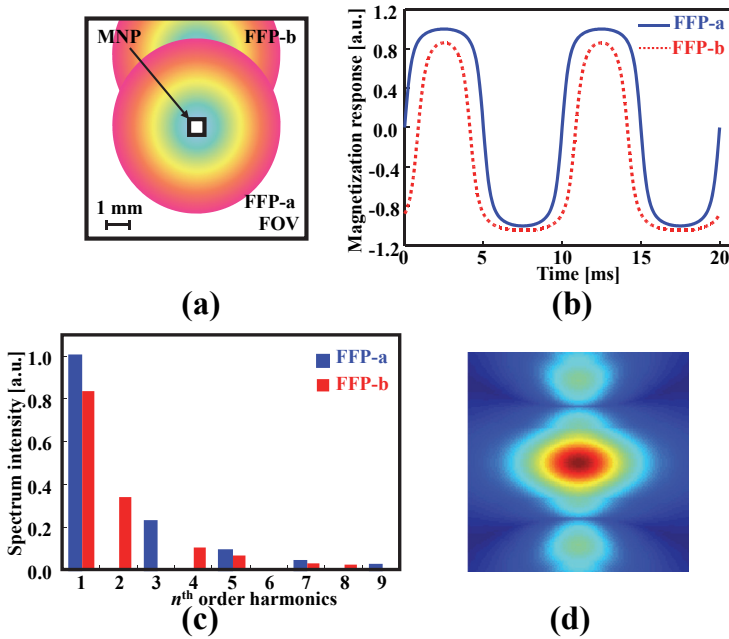 MNP
FFP-b
FFP-a
FOV
1 mm
(a)
Magnetization response [a.u.]
1.2
0.8
0.4
0.0
-0.4
-0.8
-1.2
0
5
10
15
20
Time [ms]
FFP-a
FFP-b
(b)
Spectrum intensity [a.u.]
1.0
0.8
0.6
0.4
0.2
0.0
1
2
3
4
5
6
7
8
9
nth order harmonics
FFP-a
FFP-b
(c)
(d)